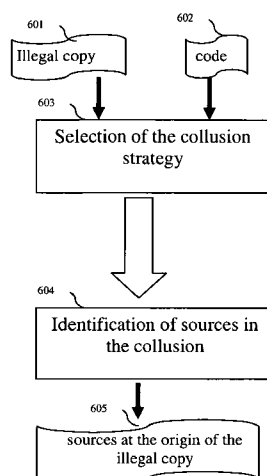 601
602
Illegal copy
code
603
Selection of the collusion
strategy
604
Identification of sources in
the collusion
605
sources at the origin of the
illegal copy